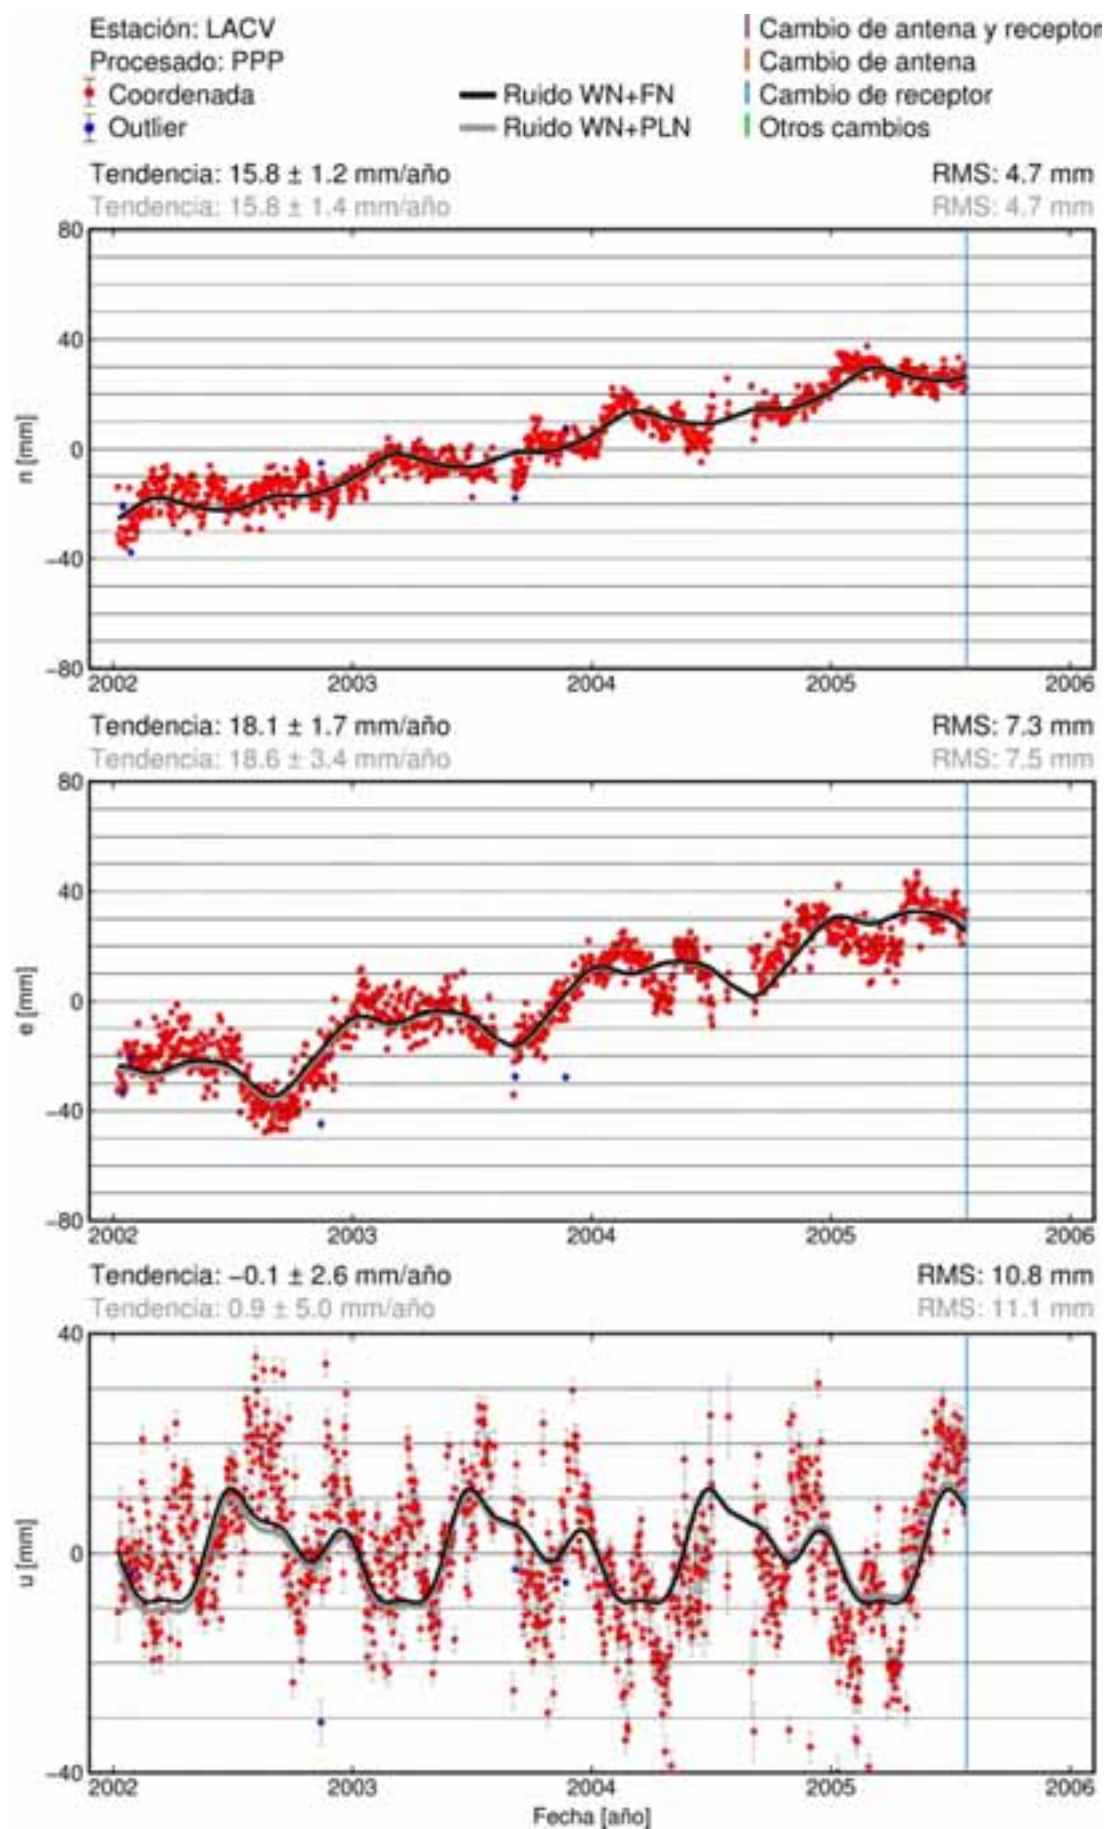 Estación: LACV
Procesado: PPP
Coordenada
Outlier
Ruido WN+FN
Ruido WN+PLN
Cambio de antena y receptor
Cambio de antena
Cambio de receptor
Otros cambios
Tendencia: 15.8 ± 1.2 mm/año RMS: 4.7 mm
Tendencia: 15.8 ± 1.4 mm/año RMS: 4.7 mm
80
40
0
−40
−80
n [mm]
2002 2003 2004 2005 2006
Tendencia: 18.1 ± 1.7 mm/año RMS: 7.3 mm
Tendencia: 18.6 ± 3.4 mm/año RMS: 7.5 mm
80
40
0
−40
−80
e [mm]
2002 2003 2004 2005 2006
Tendencia: −0.1 ± 2.6 mm/año RMS: 10.8 mm
Tendencia: 0.9 ± 5.0 mm/año RMS: 11.1 mm
40
0
−40
u [mm]
2002 2003 2004 2005 2006
Fecha [año]